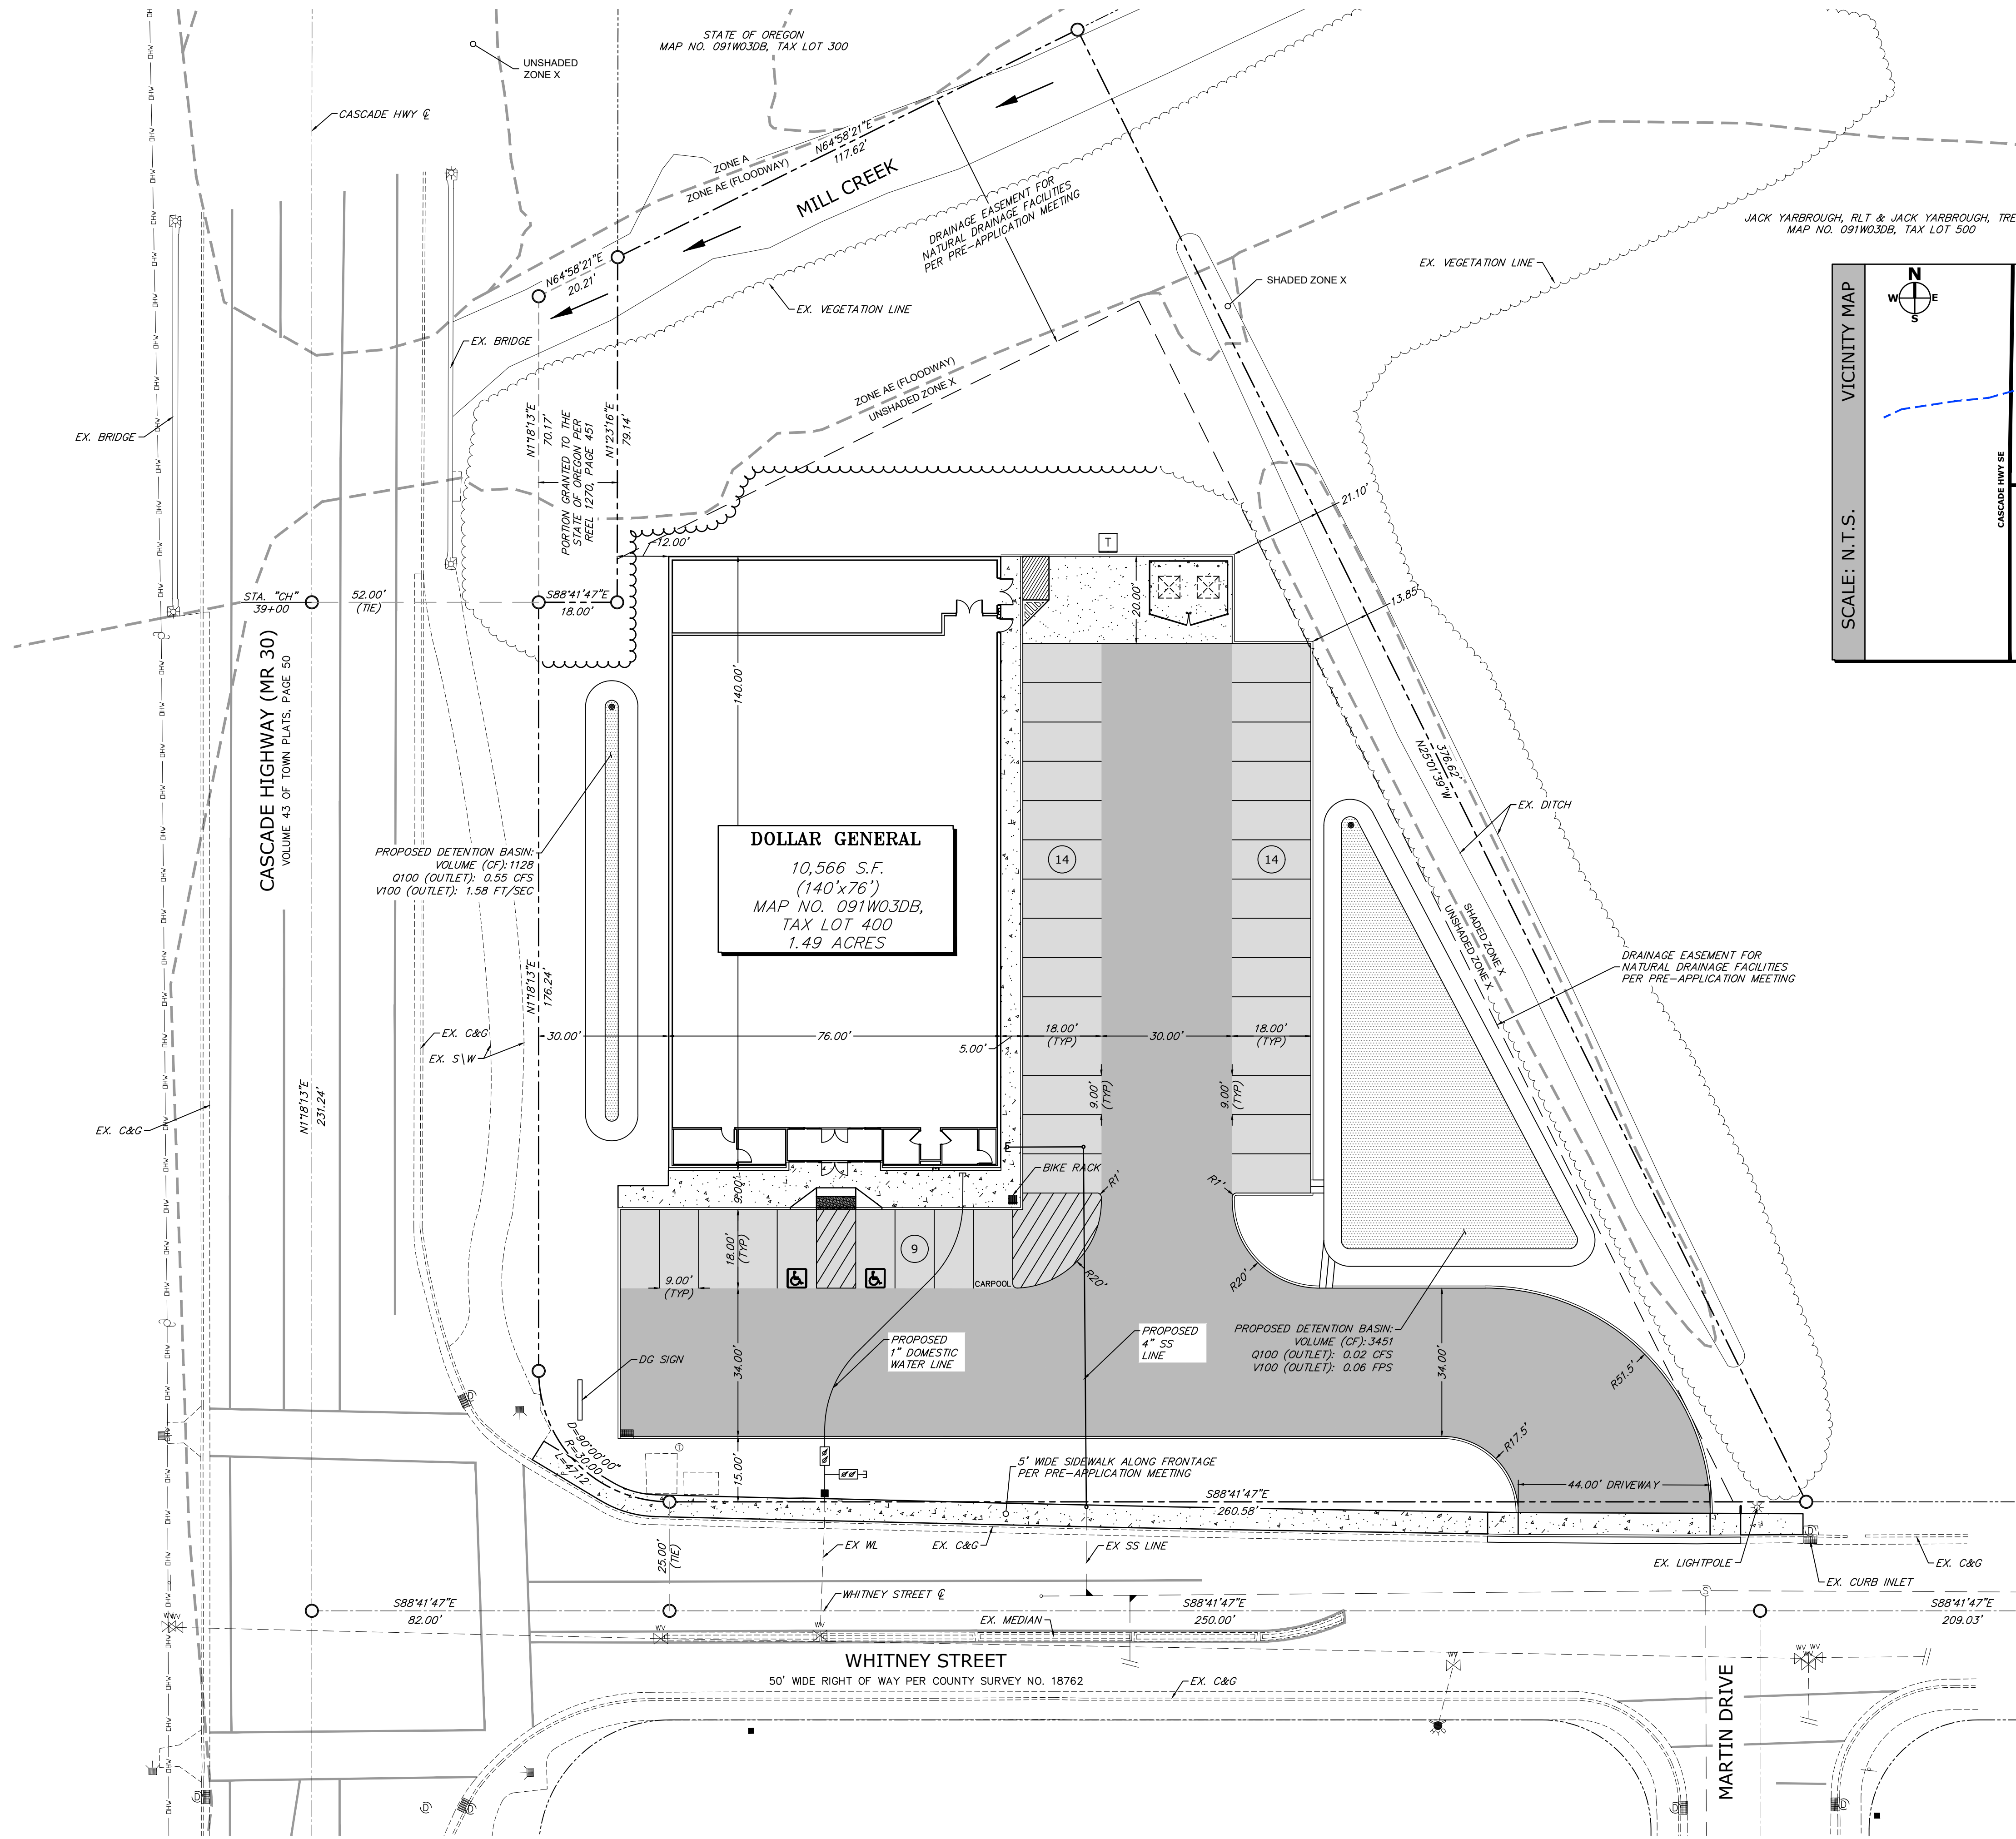 STATE OF OREGON
MAP NO. 091W03DB, TAX LOT 300
UNSHADED
ZONE X
CASCADE HWY ℄
ZONE A
ZONE AE (FLOODWAY)
N64°58'21"E
117.62'
MILL CREEK
DRAINAGE EASEMENT FOR
NATURAL DRAINAGE FACILITIES
PER PRE-APPLICATION MEETING
N64°58'21"E
20.21'
EX. VEGETATION LINE
EX. BRIDGE
EX. BRIDGE
ZONE AE (FLOODWAY)
UNSHADED ZONE X
SHADED ZONE X
EX. VEGETATION LINE
JACK YARBROUGH, RLT & JACK YARBROUGH, TRE
MAP NO. 091W03DB, TAX LOT 500
VICINITY MAP
SCALE: N.T.S.
N
W E
S
CASCADE HWY SE
N1°18'13"E
70.17'
PORTION GRANTED TO THE
STATE OF OREGON PER
REEL 1270, PAGE 451
N1°23'16"E
79.14'
12.00'
T
21.10'
13.85'
20.00'
STA. "CH"
39+00
52.00'
(TIE)
S88°41'47"E
18.00'
CASCADE HIGHWAY (MR 30)
VOLUME 43 OF TOWN PLATS, PAGE 50
140.00'
376.62'
N25°01'39"W
EX. DITCH
PROPOSED DETENTION BASIN:
VOLUME (CF): 1128
Q100 (OUTLET): 0.55 CFS
V100 (OUTLET): 1.58 FT/SEC
DOLLAR GENERAL
10,566 S.F.
(140'x76')
MAP NO. 091W03DB,
TAX LOT 400
1.49 ACRES
14
14
SHADED ZONE X
UNSHADED ZONE X
DRAINAGE EASEMENT FOR
NATURAL DRAINAGE FACILITIES
PER PRE-APPLICATION MEETING
N1°18'13"E
176.24'
EX. C&G
EX. S\W
30.00'
76.00'
5.00'
18.00'
(TYP)
30.00'
18.00'
(TYP)
9.00'
(TYP)
9.00'
(TYP)
N1°18'13"E
231.24'
EX. C&G
BIKE RACK
R1'
R1'
9.00'
18.00'
(TYP)
9
9.00'
(TYP)
CARPOOL
R20'
R20'
PROPOSED
1" DOMESTIC
WATER LINE
PROPOSED
4" SS
LINE
PROPOSED DETENTION BASIN:
VOLUME (CF): 3451
Q100 (OUTLET): 0.02 CFS
V100 (OUTLET): 0.06 FPS
DG SIGN
34.00'
34.00'
R51.5'
R17.5'
D=90°00'00"
R=30.00
L=47.12
15.00'
5' WIDE SIDEWALK ALONG FRONTAGE
PER PRE-APPLICATION MEETING
44.00' DRIVEWAY
S88°41'47"E
260.58'
25.00'
(TIE)
EX WL
EX. C&G
EX SS LINE
EX. LIGHTPOLE
EX. C&G
EX. CURB INLET
WHITNEY STREET ℄
S88°41'47"E
82.00'
EX. MEDIAN
S88°41'47"E
250.00'
S88°41'47"E
209.03'
WHITNEY STREET
50' WIDE RIGHT OF WAY PER COUNTY SURVEY NO. 18762
EX. C&G
MARTIN DRIVE